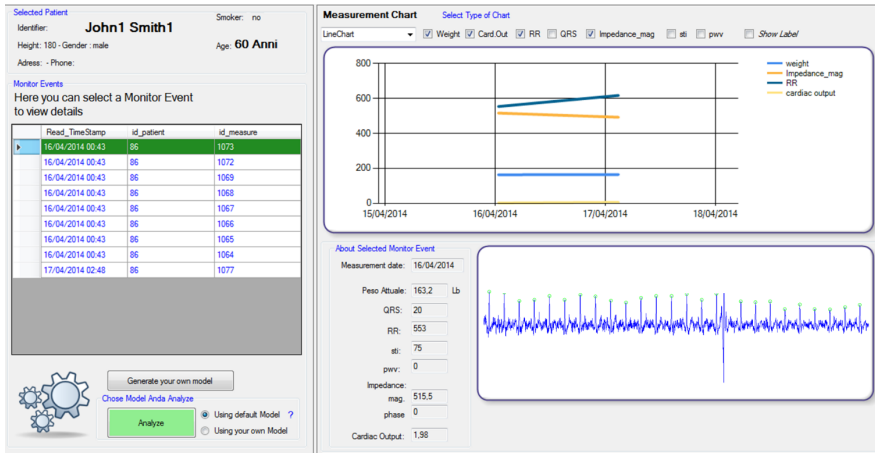 Selected Patient
Identifier: John1 Smith1 Smoker: no
Height: 180 - Gender : male Age: 60 Anni
Adress: - Phone:
Monitor Events
Here you can select a Monitor Event
to view details
Read_TimeStamp id_patient id_measure
16/04/2014 00:43 86 1073
16/04/2014 00:43 86 1072
16/04/2014 00:43 86 1069
16/04/2014 00:43 86 1068
16/04/2014 00:43 86 1067
16/04/2014 00:43 86 1066
16/04/2014 00:43 86 1065
16/04/2014 00:43 86 1064
17/04/2014 02:48 86 1077
Generate your own model
Chose Model Anda Analyze
Analyze
Using default Model ?
Using your own Model
Measurement Chart Select Type of Chart
LineChart Weight Card.Out RR QRS Impedance_mag sti pwv Show Label
800
600
400
200
0
15/04/2014 16/04/2014 17/04/2014 18/04/2014
weight
Impedance_mag
RR
cardiac output
About Selected Monitor Event
Measurement date: 16/04/2014
Peso Attuale: 163,2 Lb
QRS: 20
RR: 553
sti: 75
pwv: 0
Impedance:
mag. 515,5
phase 0
Cardiac Output: 1,98